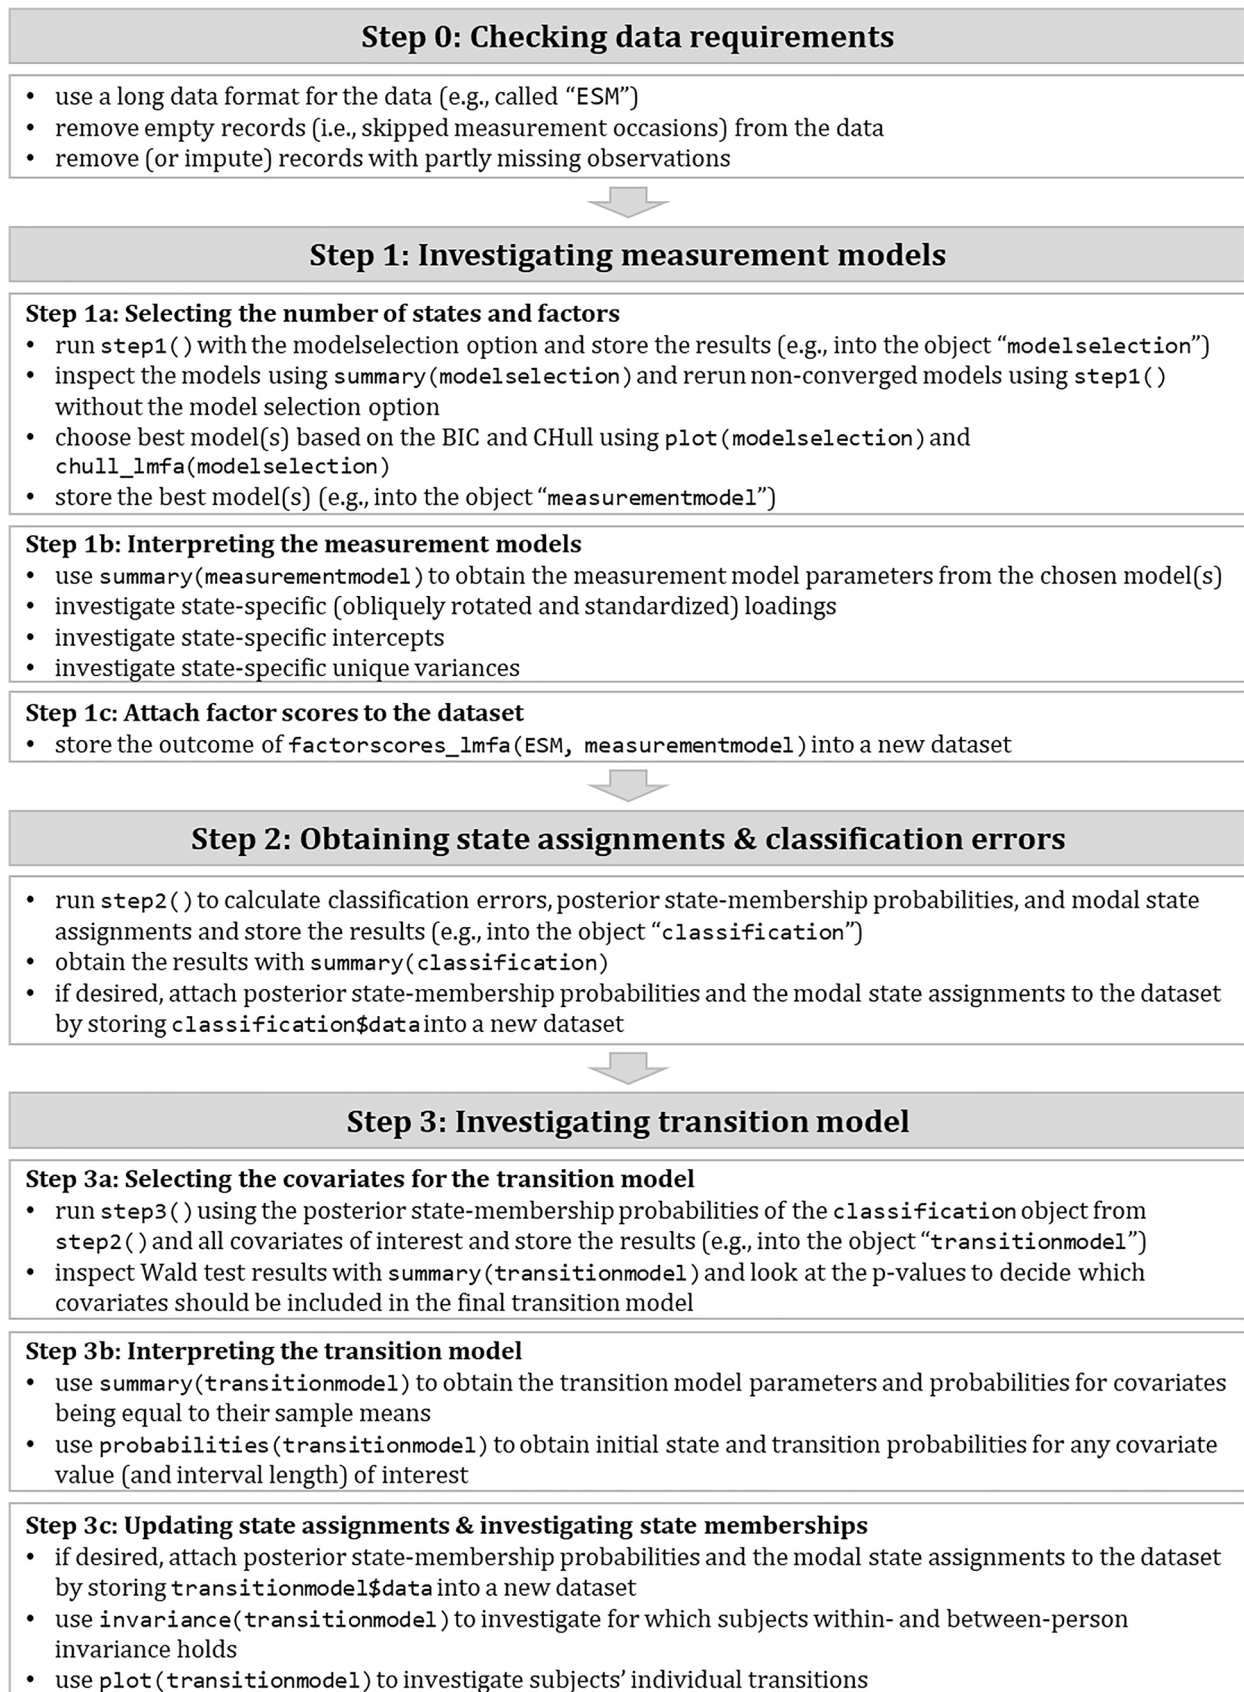 Step 0: Checking data requirements
• use a long data format for the data (e.g., called “ESM”)
• remove empty records (i.e., skipped measurement occasions) from the data
• remove (or impute) records with partly missing observations
Step 1: Investigating measurement models
Step 1a: Selecting the number of states and factors
• run step1() with the modelselection option and store the results (e.g., into the object “modelselection”)
• inspect the models using summary(modelselection) and rerun non-converged models using step1()
without the model selection option
• choose best model(s) based on the BIC and CHull using plot(modelselection) and
chull_lmfa(modelselection)
• store the best model(s) (e.g., into the object “measurementmodel”)
Step 1b: Interpreting the measurement models
• use summary(measurementmodel) to obtain the measurement model parameters from the chosen model(s)
• investigate state-specific (obliquely rotated and standardized) loadings
• investigate state-specific intercepts
• investigate state-specific unique variances
Step 1c: Attach factor scores to the dataset
• store the outcome of factorscores_lmfa(ESM, measurementmodel) into a new dataset
Step 2: Obtaining state assignments & classification errors
• run step2() to calculate classification errors, posterior state-membership probabilities, and modal state
assignments and store the results (e.g., into the object “classification”)
• obtain the results with summary(classification)
• if desired, attach posterior state-membership probabilities and the modal state assignments to the dataset
by storing classification$data into a new dataset
Step 3: Investigating transition model
Step 3a: Selecting the covariates for the transition model
• run step3() using the posterior state-membership probabilities of the classification object from
step2() and all covariates of interest and store the results (e.g., into the object “transitionmodel”)
• inspect Wald test results with summary(transitionmodel) and look at the p-values to decide which
covariates should be included in the final transition model
Step 3b: Interpreting the transition model
• use summary(transitionmodel) to obtain the transition model parameters and probabilities for covariates
being equal to their sample means
• use probabilities(transitionmodel) to obtain initial state and transition probabilities for any covariate
value (and interval length) of interest
Step 3c: Updating state assignments & investigating state memberships
• if desired, attach posterior state-membership probabilities and the modal state assignments to the dataset
by storing transitionmodel$data into a new dataset
• use invariance(transitionmodel) to investigate for which subjects within- and between-person
invariance holds
• use plot(transitionmodel) to investigate subjects’ individual transitions